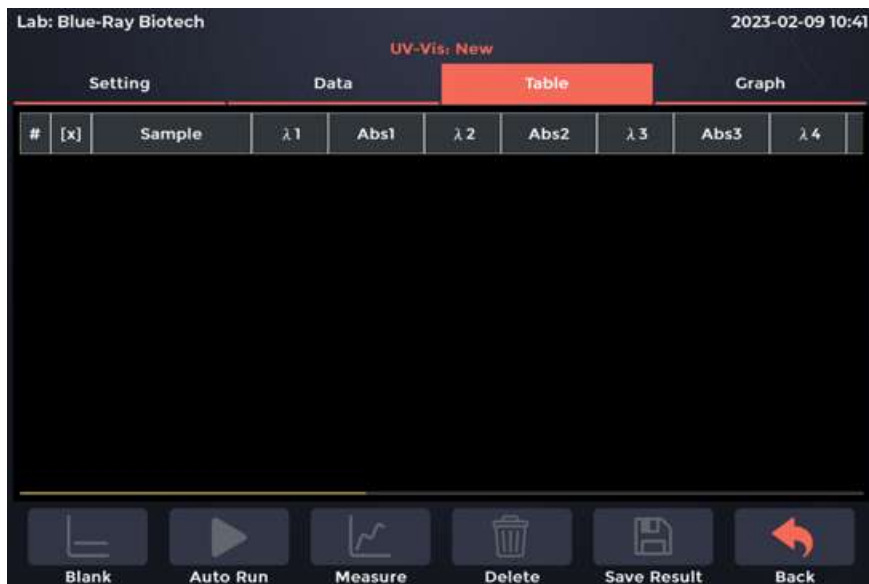 Lab: Blue-Ray Biotech 2023-02-09 10:41
UV-Vis: New
Setting Data Table Graph
# [x] Sample λ1 Abs1 λ2 Abs2 λ3 Abs3 λ4
Blank Auto Run Measure Delete Save Result Back